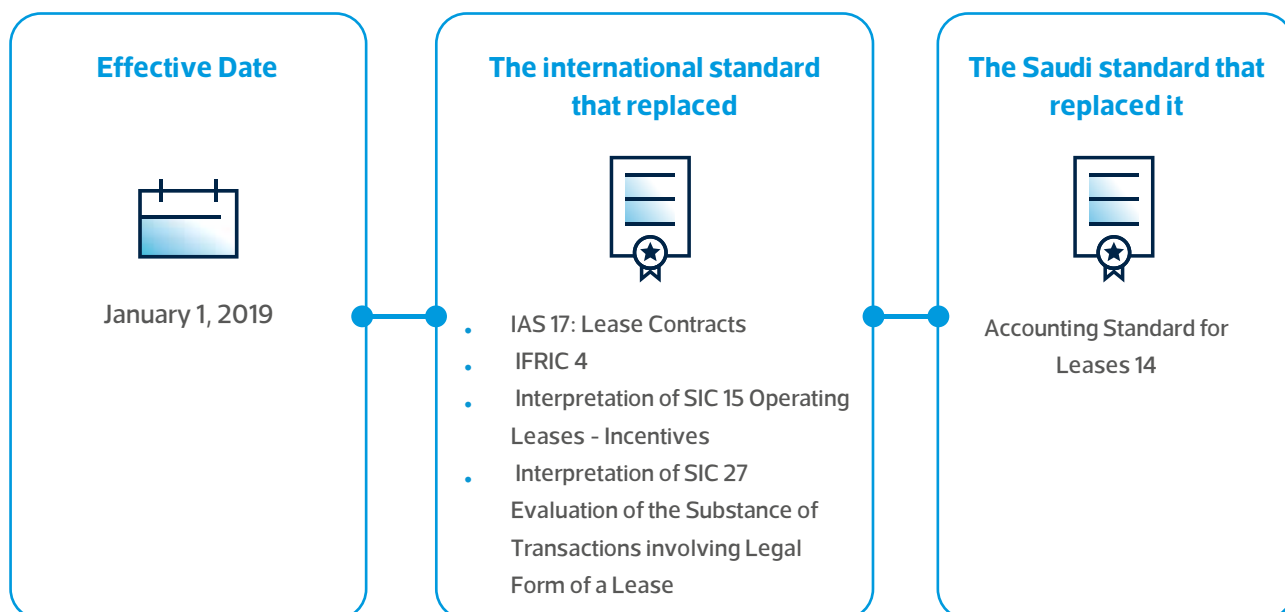 Effective Date
January 1, 2019
The international standard
that replaced
. IAS 17: Lease Contracts
. IFRIC 4
. Interpretation of SIC 15 Operating
Leases - Incentives
. Interpretation of SIC 27
Evaluation of the Substance of
Transactions involving Legal
Form of a Lease
The Saudi standard that
replaced it
Accounting Standard for
Leases 14